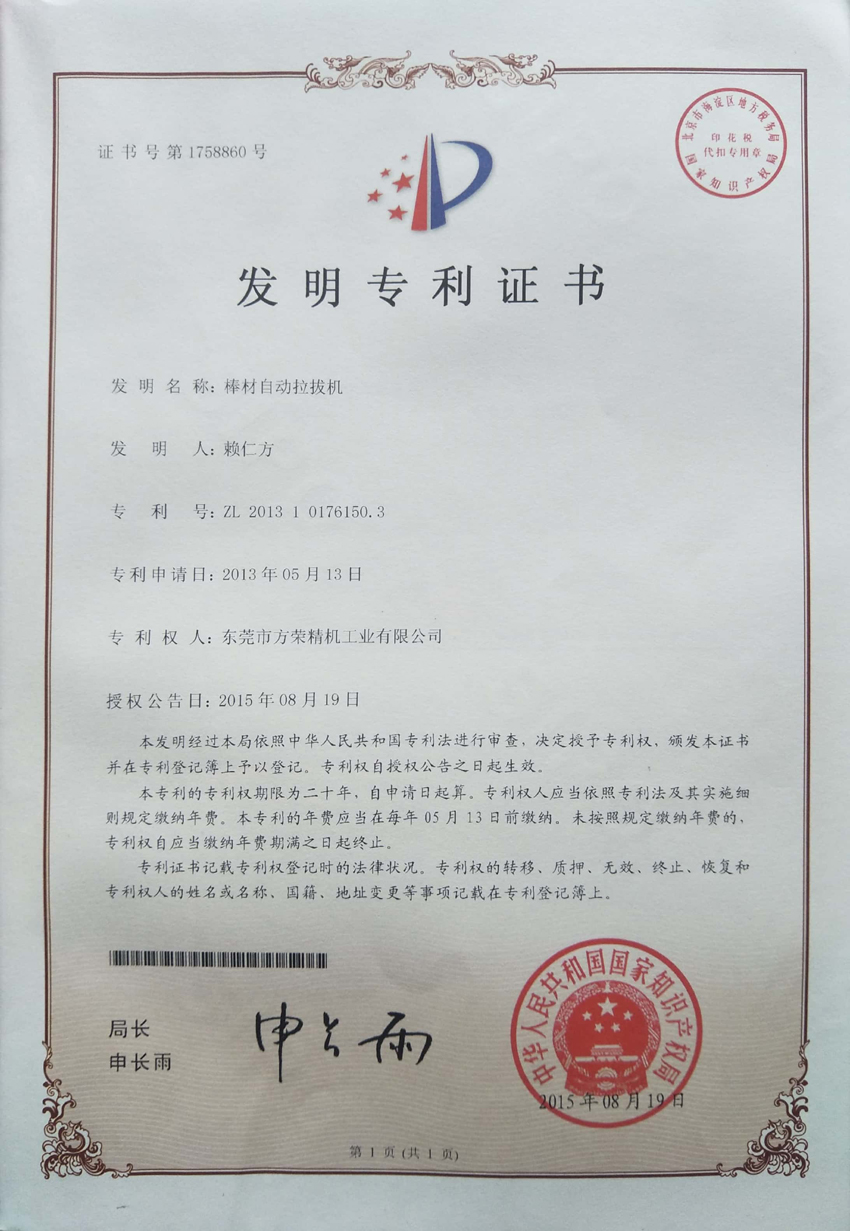 证书号第1758860号
北京市海淀区地方税务局
印花税
代扣专用章
国家知识产权局
发明专利证书
发明名称：棒材自动拉拔机
发明人：赖仁方
专利号：ZL 2013 1 0176150.3
专利申请日：2013年05月13日
专利权人：东莞市方荣精机工业有限公司
授权公告日：2015年08月19日
本发明经过本局依照中华人民共和国专利法进行审查，决定授予专利权，颁发本证书
并在专利登记簿上予以登记。专利权自授权公告之日起生效。
本专利的专利权期限为二十年，自申请日起算。专利权人应当依照专利法及其实施细
则规定缴纳年费。本专利的年费应当在每年05月13日前缴纳。未按照规定缴纳年费的，
专利权自应当缴纳年费期满之日起终止。
专利证书记载专利权登记时的法律状况。专利权的转移、质押、无效、终止、恢复和
专利权人的姓名或名称、国籍、地址变更等事项记载在专利登记簿上。
局长
申长雨
申长雨
中华人民共和国国家知识产权局
2015年08月19日
第1页(共1页)